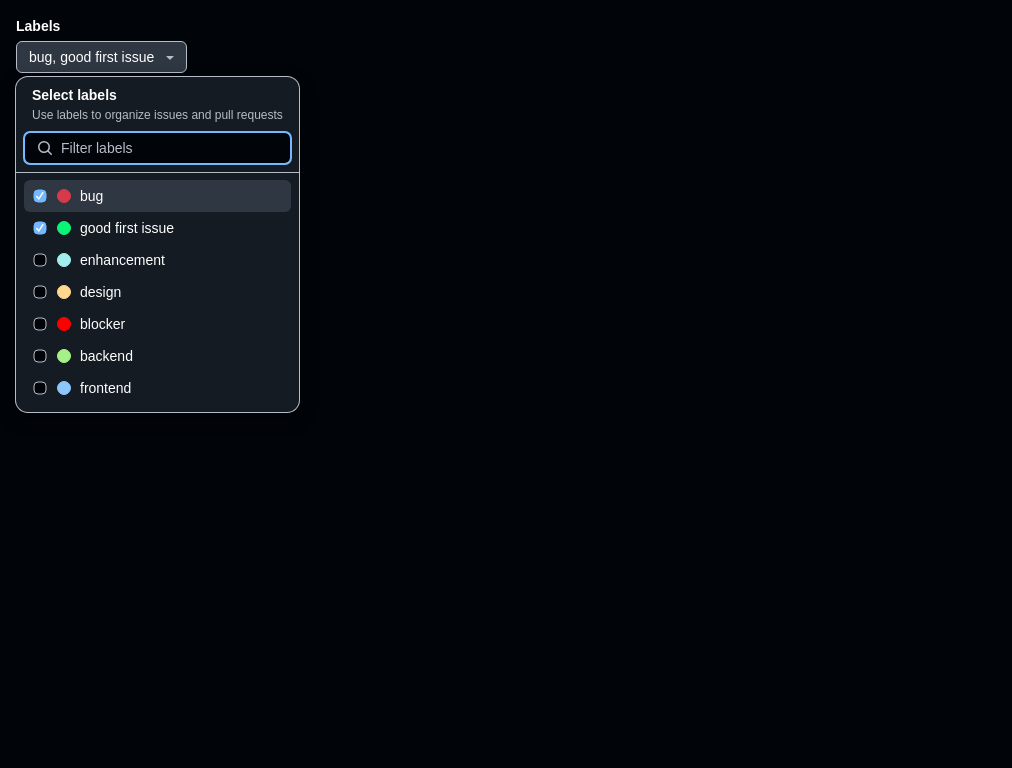 Labels
bug, good first issue
Select labels
Use labels to organize issues and pull requests
Filter labels
bug
good first issue
enhancement
design
blocker
backend
frontend